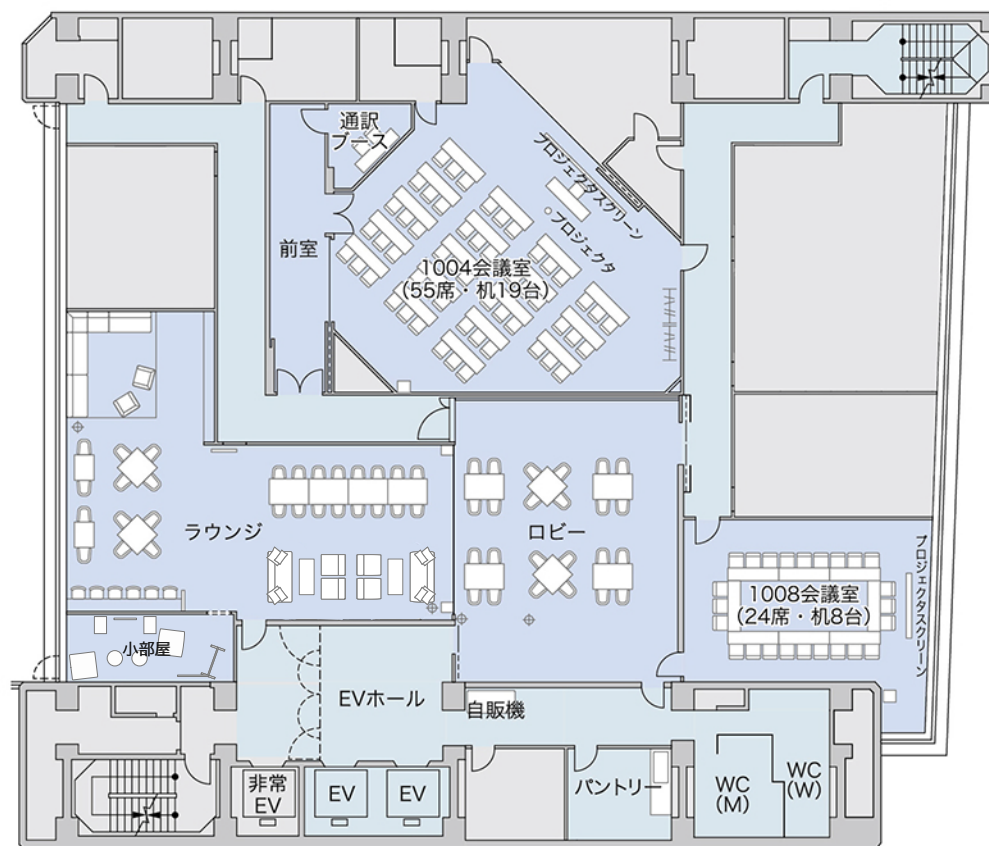 通訳
ブース
プロジェクタスクリーン
プロジェクタ
前室
1004会議室
(55席・机19台)
ラウンジ
ロビー
プロジェクタスクリーン
1008会議室
(24席・机8台)
小部屋
EVホール
自販機
非常
EV
EV
EV
パントリー
WC
(M)
WC
(W)